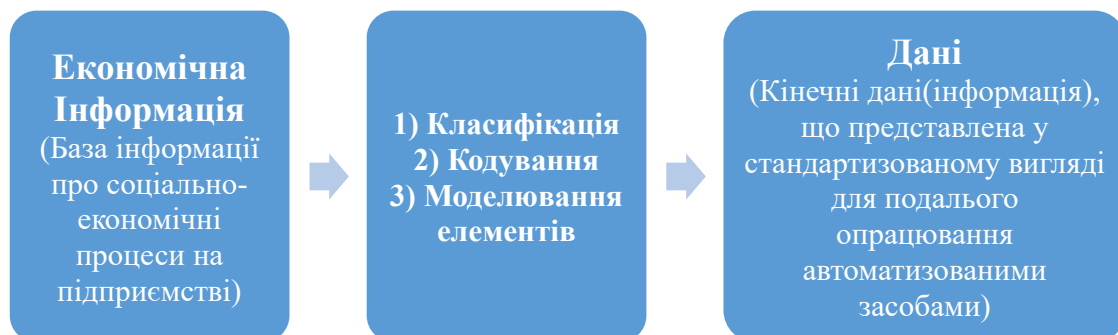 Економічна
Інформація
(База інформації
про соціально-
економічні
процеси на
підприємстві)
1) Класифікація
2) Кодування
3) Моделювання
елементів
Дані
(Кінечні дані(інформація),
що представлена у
стандартизованому вигляді
для подалього
опрацювання
автоматизованими
засобами)